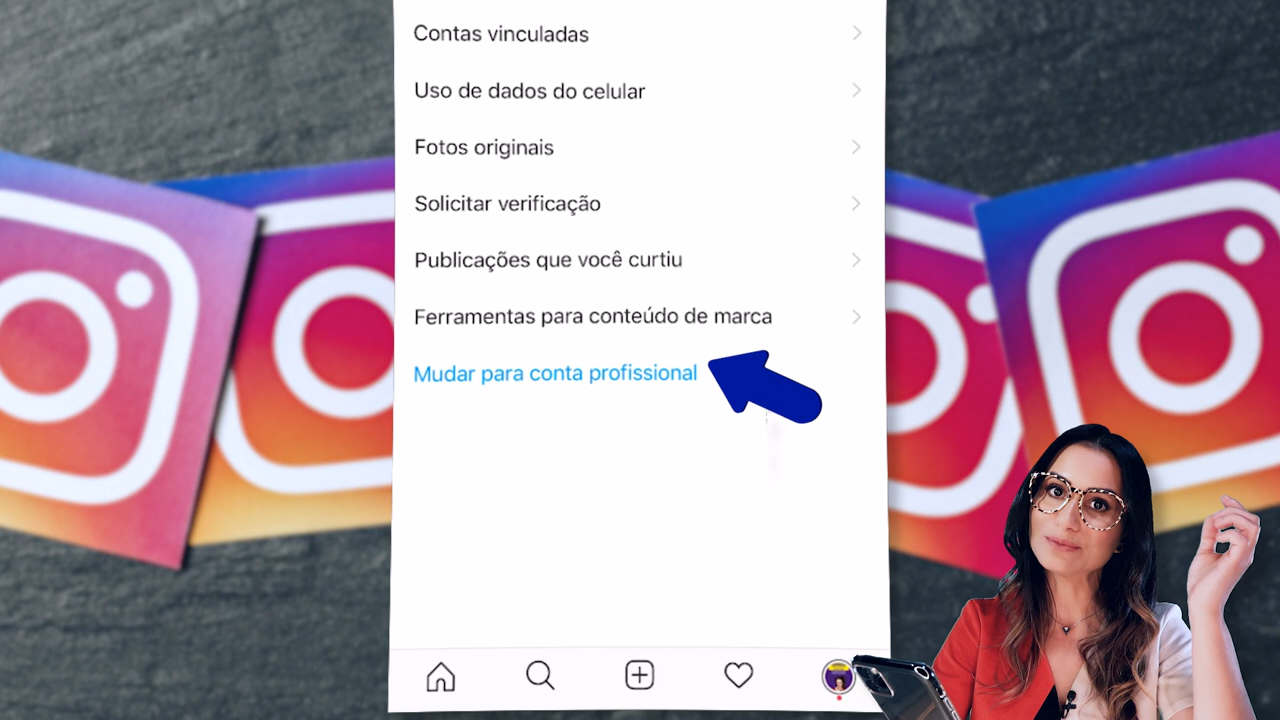 Contas vinculadas
Uso de dados do celular
Fotos originais
Solicitar verificação
Publicações que você curtiu
Ferramentas para conteúdo de marca
Mudar para conta profissional